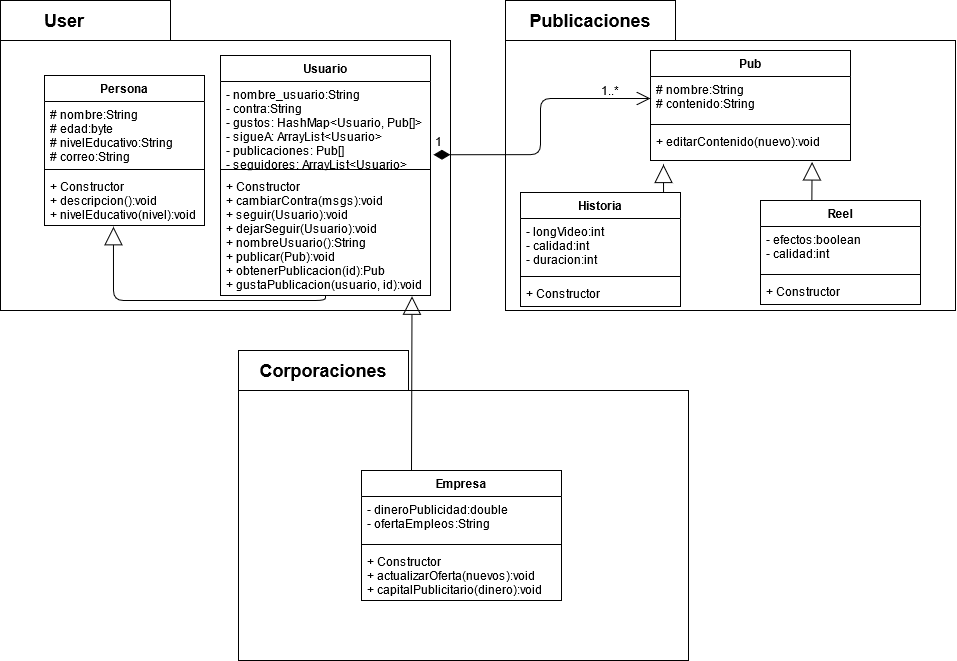 User
Persona
# nombre:String
# edad:byte
# nivelEducativo:String
# correo:String
+ Constructor
+ descripcion():void
+ nivelEducativo(nivel):void
Usuario
- nombre_usuario:String
- contra:String
- gustos: HashMap<Usuario, Pub[]>
- sigueA: ArrayList<Usuario>
- publicaciones: Pub[]
- seguidores: ArrayList<Usuario>
+ Constructor
+ cambiarContra(msgs):void
+ seguir(Usuario):void
+ dejarSeguir(Usuario):void
+ nombreUsuario():String
+ publicar(Pub):void
+ obtenerPublicacion(id):Pub
+ gustaPublicacion(usuario, id):void
1
1..*
Publicaciones
Pub
# nombre:String
# contenido:String
+ editarContenido(nuevo):void
Historia
- longVideo:int
- calidad:int
- duracion:int
+ Constructor
Reel
- efectos:boolean
- calidad:int
+ Constructor
Corporaciones
Empresa
- dineroPublicidad:double
- ofertaEmpleos:String
+ Constructor
+ actualizarOferta(nuevos):void
+ capitalPublicitario(dinero):void